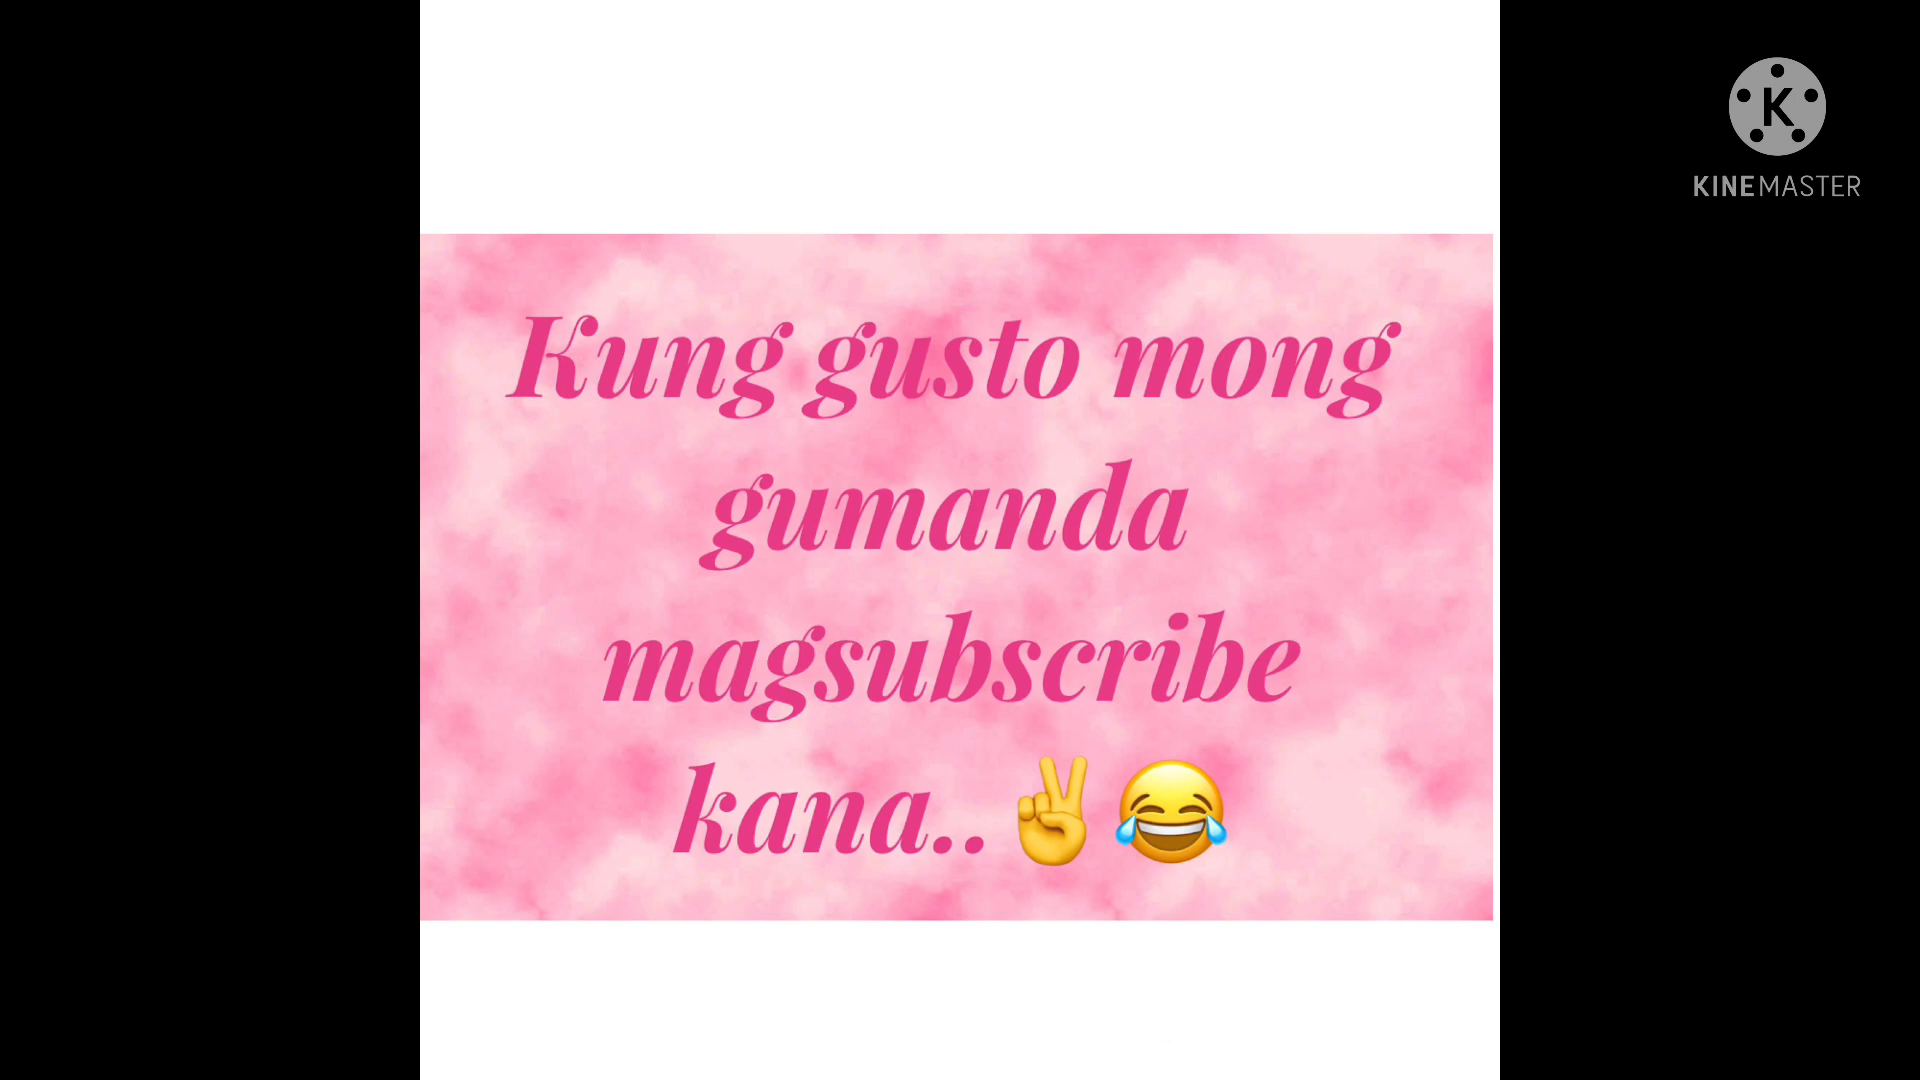 KINEMASTER
Kung gusto mong
gumanda
magsubscribe
kana..✌️😂